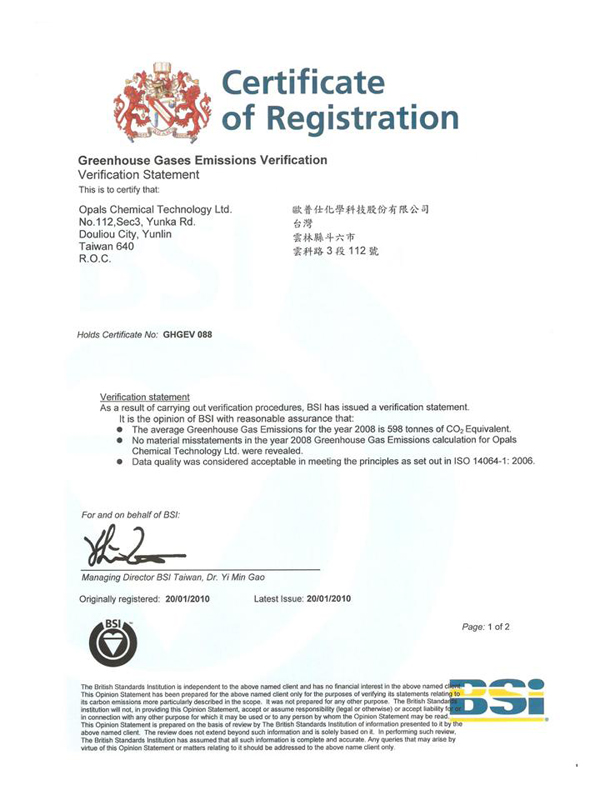 Certificate
of Registration
Greenhouse Gases Emissions Verification
Verification Statement
This is to certify that:
Opals Chemical Technology Ltd.
No.112,Sec3, Yunka Rd.
Douliou City, Yunlin
Taiwan 640
R.O.C.
歐普仕化學科技股份有限公司
台灣
雲林縣斗六市
雲科路 3 段 112 號
BSI
Holds Certificate No: GHGEV 088
Verification statement
As a result of carrying out verification procedures, BSI has issued a verification statement.
It is the opinion of BSI with reasonable assurance that:
● The average Greenhouse Gas Emissions for the year 2008 is 598 tonnes of CO₂ Equivalent.
● No material misstatements in the year 2008 Greenhouse Gas Emissions calculation for Opals
Chemical Technology Ltd. were revealed.
● Data quality was considered acceptable in meeting the principles as set out in ISO 14064-1: 2006.
For and on behalf of BSI:
Managing Director BSI Taiwan, Dr. Yi Min Gao
Originally registered: 20/01/2010 Latest Issue: 20/01/2010
BSI™
Page: 1 of 2
The British Standards Institution is independent to the above named client and has no financial interest in the above named client.
This Opinion Statement has been prepared for the above named client only for the purposes of verifying its statements relating to
its carbon emissions more particularly described in the scope. It was not prepared for any other purpose. The British Standards
institution will not, in providing this Opinion Statement, accept or assume responsibility (legal or otherwise) or accept liability for or
in connection with any other purpose for which it may be used or to any person by whom the Opinion Statement may be read.
This Opinion Statement is prepared on the basis of review by The British Standards Institution of information presented to it by the
above named client. The review does not extend beyond such information and is solely based on it. In performing such review,
The British Standards Institution has assumed that all such information is complete and accurate. Any queries that may arise by
virtue of this Opinion Statement or matters relating to it should be addressed to the above name client only.
BSi®